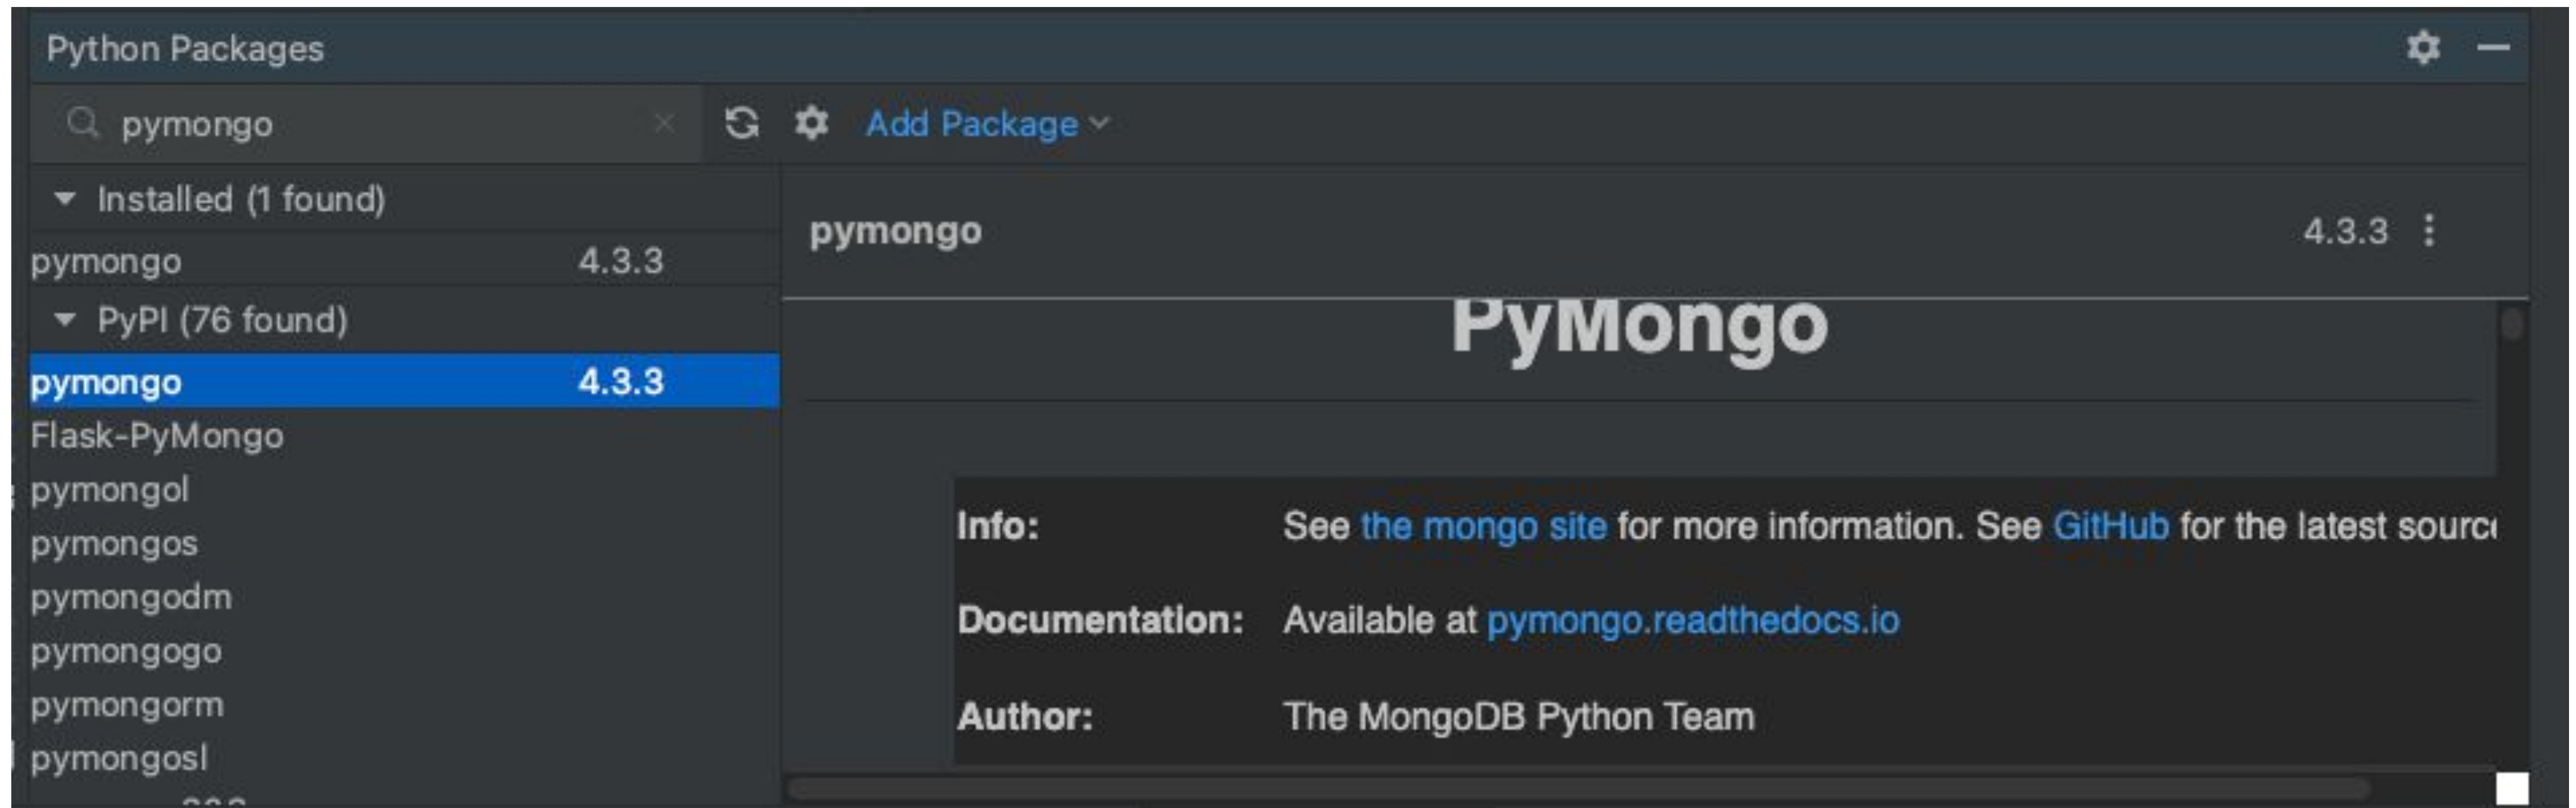 Python Packages
pymongo
Add Package
Installed (1 found)
pymongo 4.3.3
PyPI (76 found)
pymongo 4.3.3
Flask-PyMongo
pymongol
pymongos
pymongodm
pymongogo
pymongorm
pymongosl
pymongo 4.3.3
PyMongo
Info: See the mongo site for more information. See GitHub for the latest source
Documentation: Available at pymongo.readthedocs.io
Author: The MongoDB Python Team